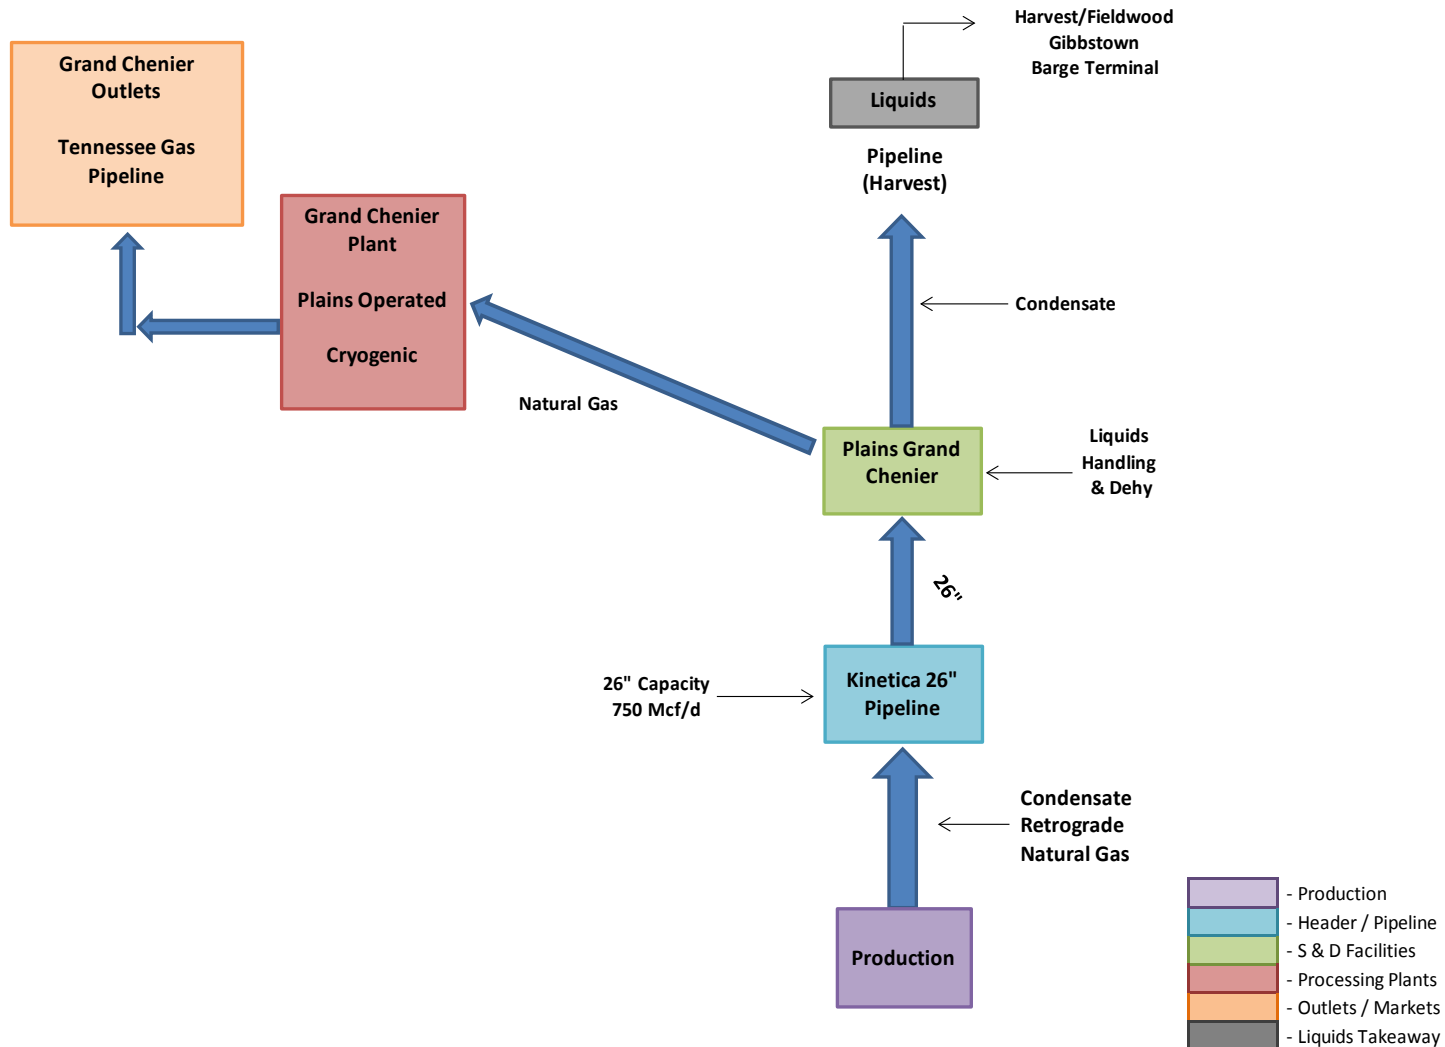 Harvest/Fieldwood
Gibbstown
Barge Terminal
Grand Chenier
Outlets
Tennessee Gas
Pipeline
Liquids
Pipeline
(Harvest)
Grand Chenier
Plant
Plains Operated
Cryogenic
Condensate
Natural Gas
Plains Grand
Chenier
Liquids
Handling
& Dehy
26"
26" Capacity
750 Mcf/d
Kinetica 26"
Pipeline
Condensate
Retrograde
Natural Gas
Production
- Production
- Header / Pipeline
- S & D Facilities
- Processing Plants
- Outlets / Markets
- Liquids Takeaway